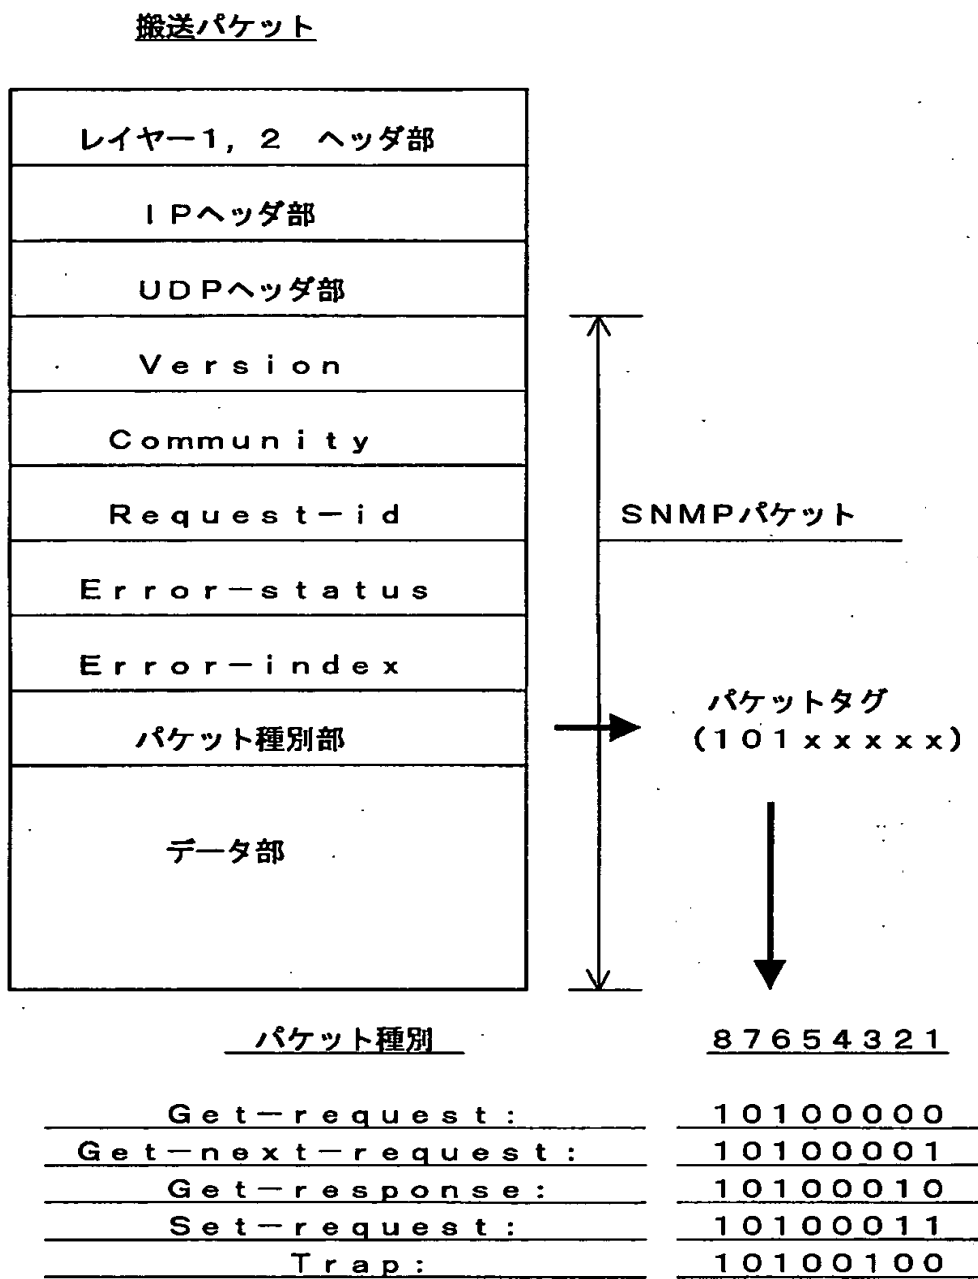 搬送パケット
レイヤー1，2　ヘッダ部
IPヘッダ部
UDPヘッダ部
Version
Community
Request－id
SNMPパケット
Error－status
Error－index
パケット種別部
パケットタグ
(101xxxxx)
データ部
パケット種別 87654321
Get－request: 10100000
Get－next－request: 10100001
Get－response: 10100010
Set－request: 10100011
Trap: 10100100